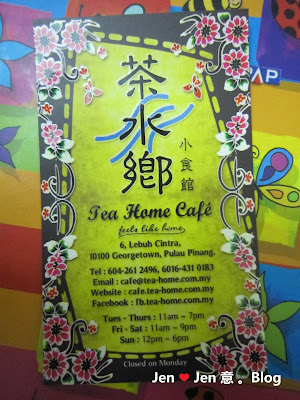 茶水鄉
小食館
Tea Home Café
feels like home
6, Lebuh Cintra,
10100 Georgetown, Pulau Pinang.
Tel : 604-261 2496, 6016-431 0183
Email : cafe@tea-home.com.my
Website : cafe.tea-home.com.my
Facebook : fb.tea-home.com.my
Tues - Thurs : 11am ~ 7pm
Fri - Sat : 11am ~ 9pm
Sun : 12pm ~ 6pm
Closed on Monday
AP
Jen ❤ Jen 意 。 Blog